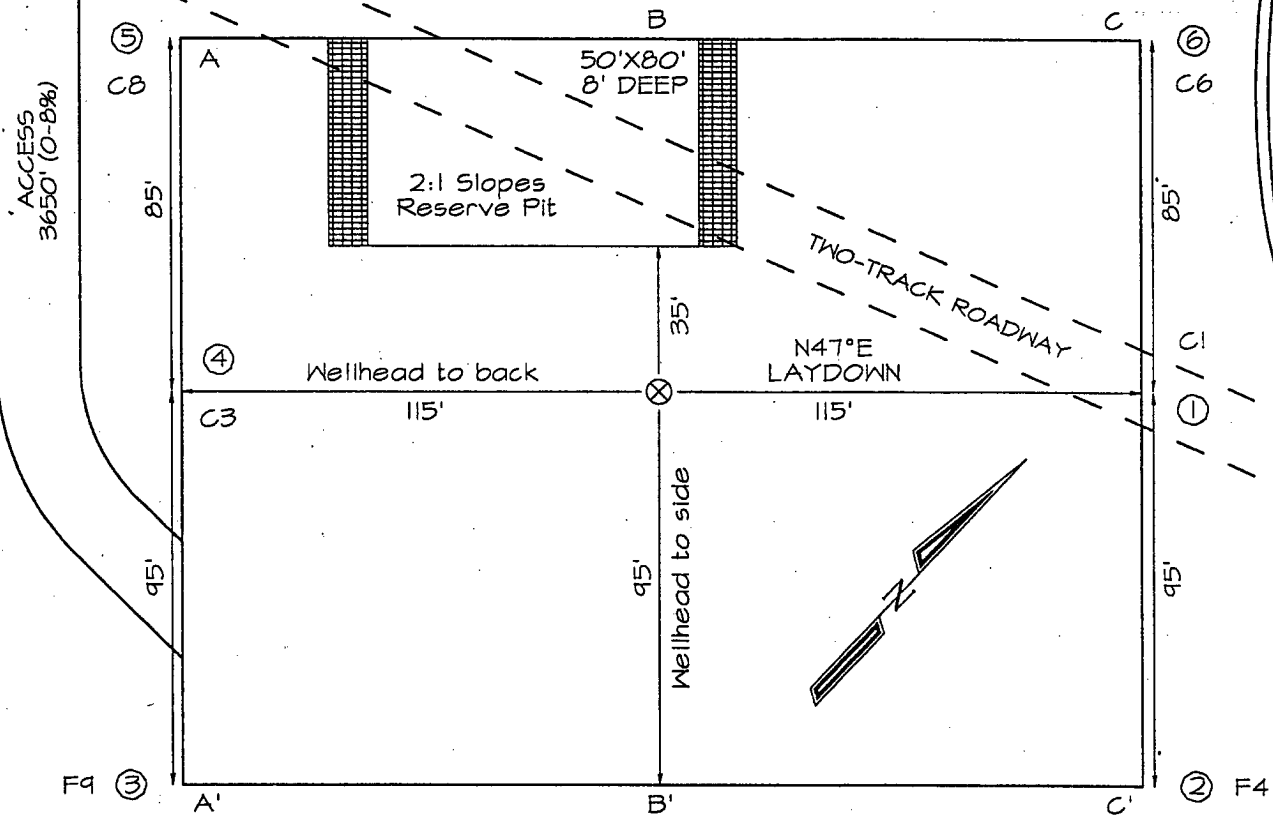 B
C
⑤
⑥
A
50'X80'
8' DEEP
C8
C6
ACCESS
3650' (0-8%)
85'
85'
2:1 Slopes
Reserve Pit
TWO-TRACK ROADWAY
35'
C1
④
Wellhead to back
N47°E
LAYDOWN
C3
115'
115'
①
95'
95'
Wellhead to side
95'
N
F9 ③
② F4
A'
B'
C'